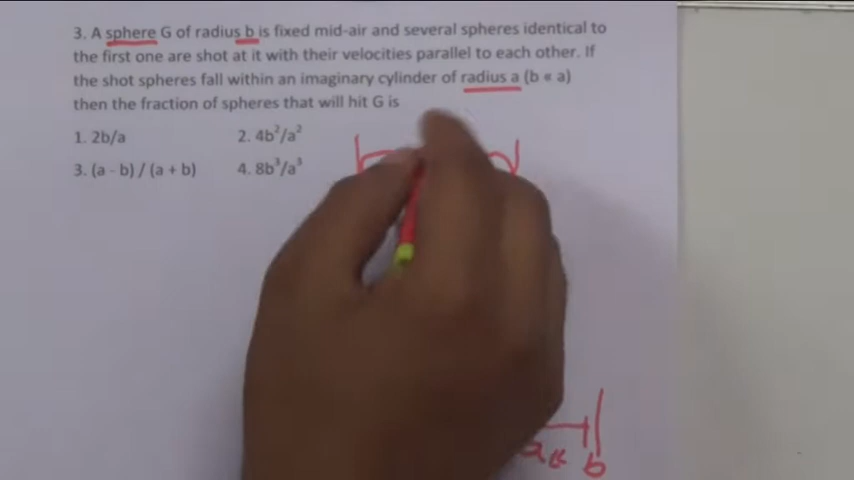 3. A sphere G of radius b is fixed mid-air and several spheres identical to
the first one are shot at it with their velocities parallel to each other. If
the shot spheres fall within an imaginary cylinder of radius a (b « a)
then the fraction of spheres that will hit G is
1. 2b/a 2. 4b²/a²
3. (a - b) / (a + b) 4. 8b³/a³
b